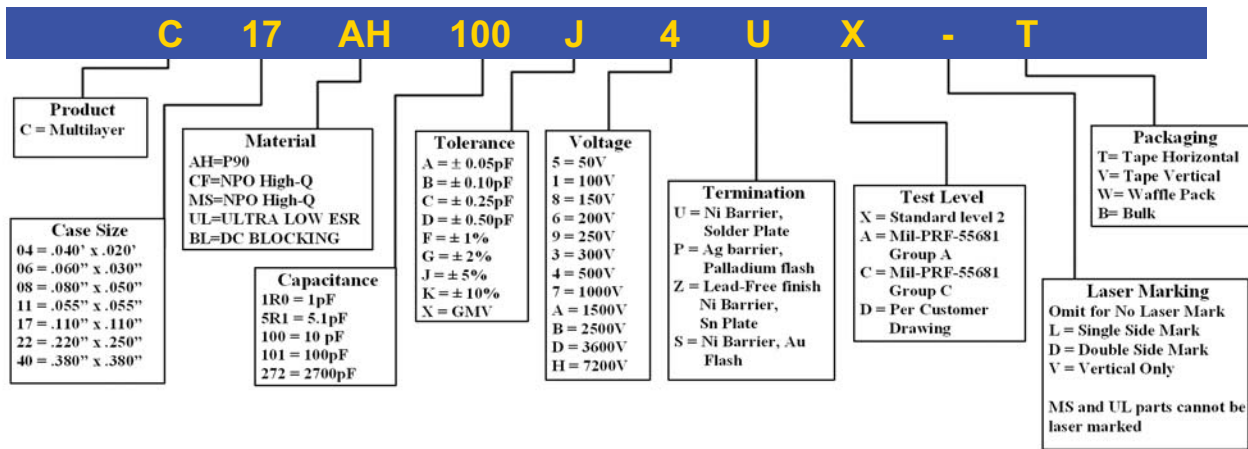 C 17 AH 100 J 4 U X - T
Product
C = Multilayer
Case Size
04 = .040' x .020'
06 = .060” x .030”
08 = .080” x .050”
11 = .055” x .055”
17 = .110” x .110”
22 = .220” x .250”
40 = .380” x .380”
Material
AH=P90
CF=NPO High-Q
MS=NPO High-Q
UL=ULTRA LOW ESR
BL=DC BLOCKING
Capacitance
1R0 = 1pF
5R1 = 5.1pF
100 = 10 pF
101 = 100pF
272 = 2700pF
Tolerance
A = ± 0.05pF
B = ± 0.10pF
C = ± 0.25pF
D = ± 0.50pF
F = ± 1%
G = ± 2%
J = ± 5%
K = ± 10%
X = GMV
Voltage
5 = 50V
1 = 100V
8 = 150V
6 = 200V
9 = 250V
3 = 300V
4 = 500V
7 = 1000V
A = 1500V
B = 2500V
D = 3600V
H = 7200V
Termination
U = Ni Barrier,
Solder Plate
P = Ag barrier,
Palladium flash
Z = Lead-Free finish
Ni Barrier,
Sn Plate
S = Ni Barrier, Au
Flash
Test Level
X = Standard level 2
A = Mil-PRF-55681
Group A
C = Mil-PRF-55681
Group C
D = Per Customer
Drawing
Laser Marking
Omit for No Laser Mark
L = Single Side Mark
D = Double Side Mark
V = Vertical Only
MS and UL parts cannot be
laser marked
Packaging
T= Tape Horizontal
V= Tape Vertical
W= Waffle Pack
B= Bulk